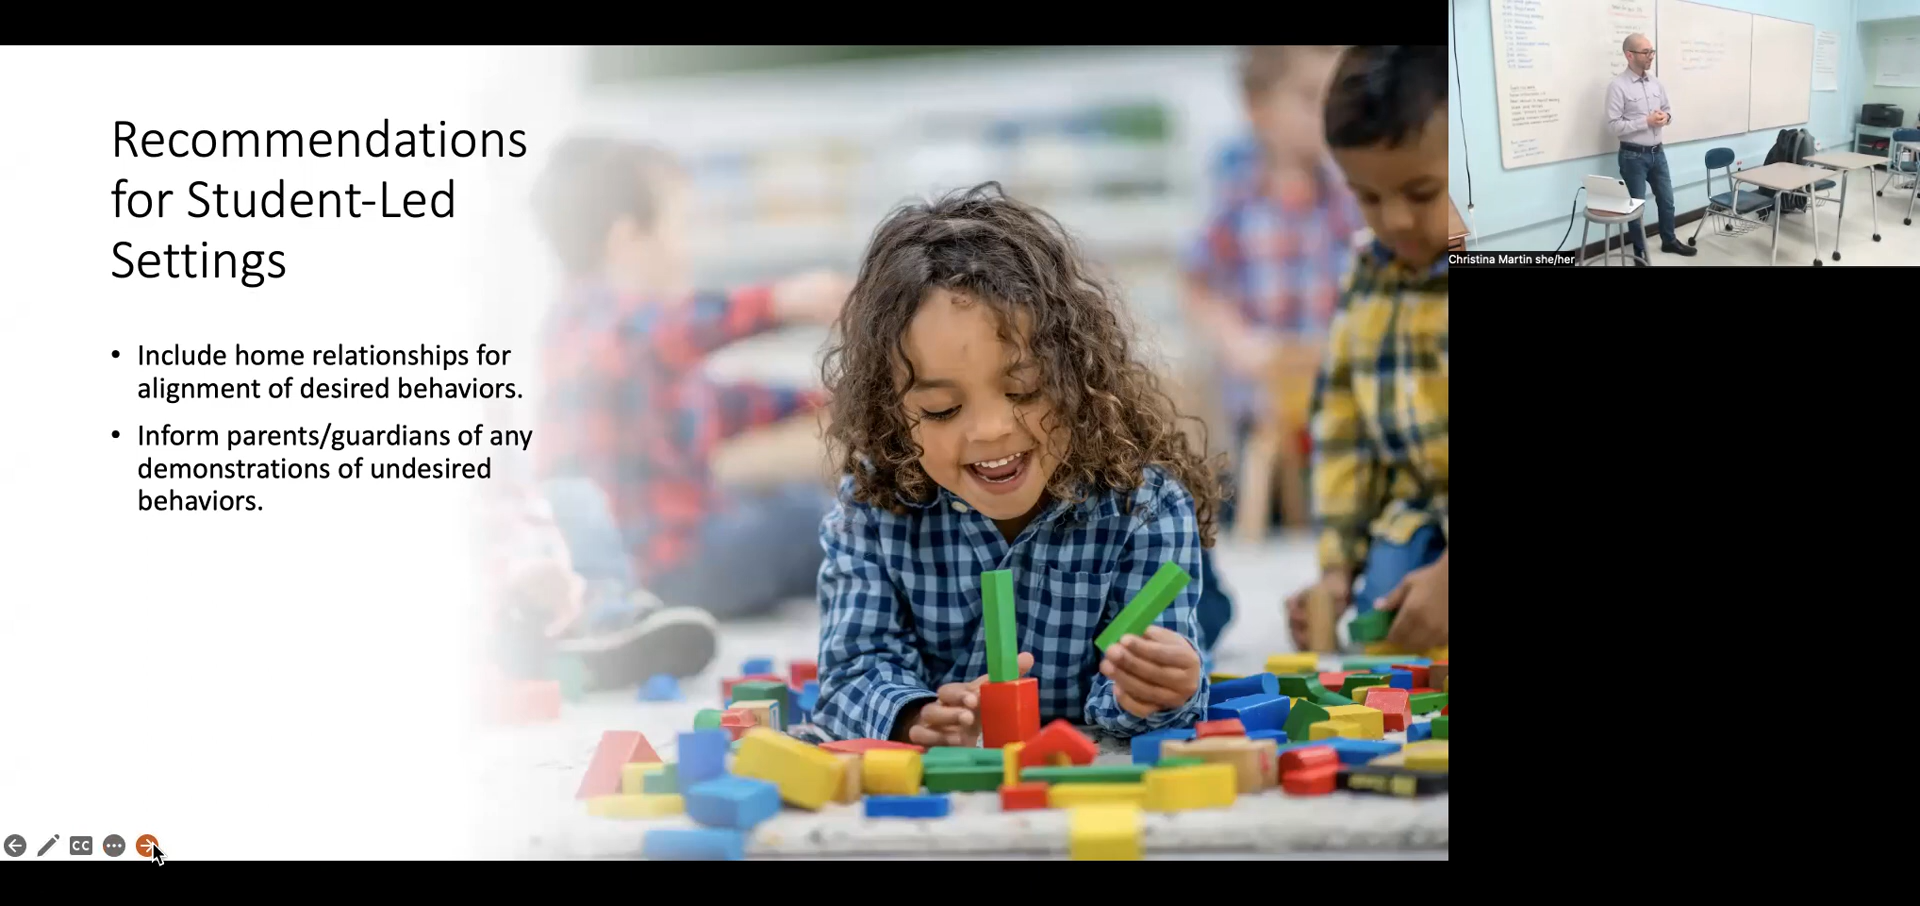 Recommendations
for Student-Led
Settings
• Include home relationships for
alignment of desired behaviors.
• Inform parents/guardians of any
demonstrations of undesired
behaviors.
CC
Christina Martin she/her